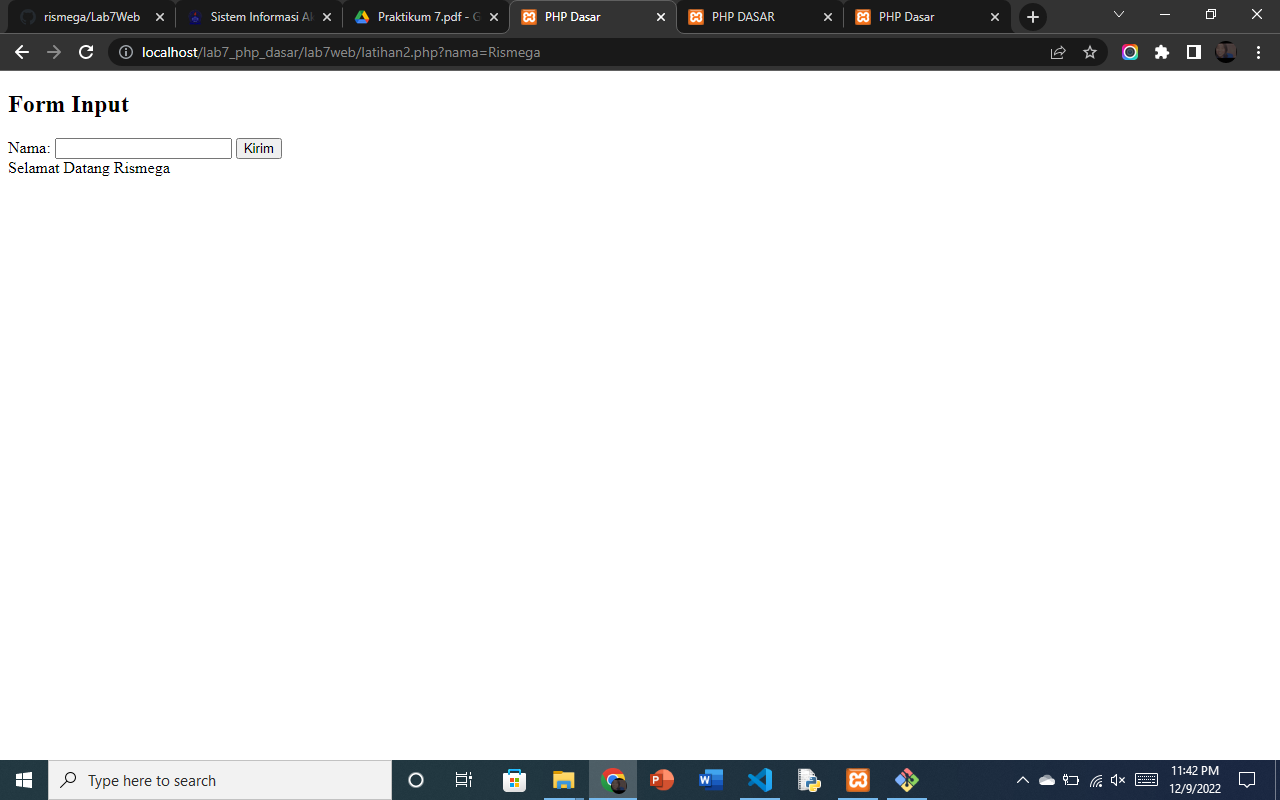 rismega/Lab7Web
Sistem Informasi Ak
Praktikum 7.pdf - G
PHP Dasar
PHP DASAR
PHP Dasar
localhost/lab7_php_dasar/lab7web/latihan2.php?nama=Rismega
Form Input
Nama:
Kirim
Selamat Datang Rismega
Type here to search
11:42 PM
12/9/2022